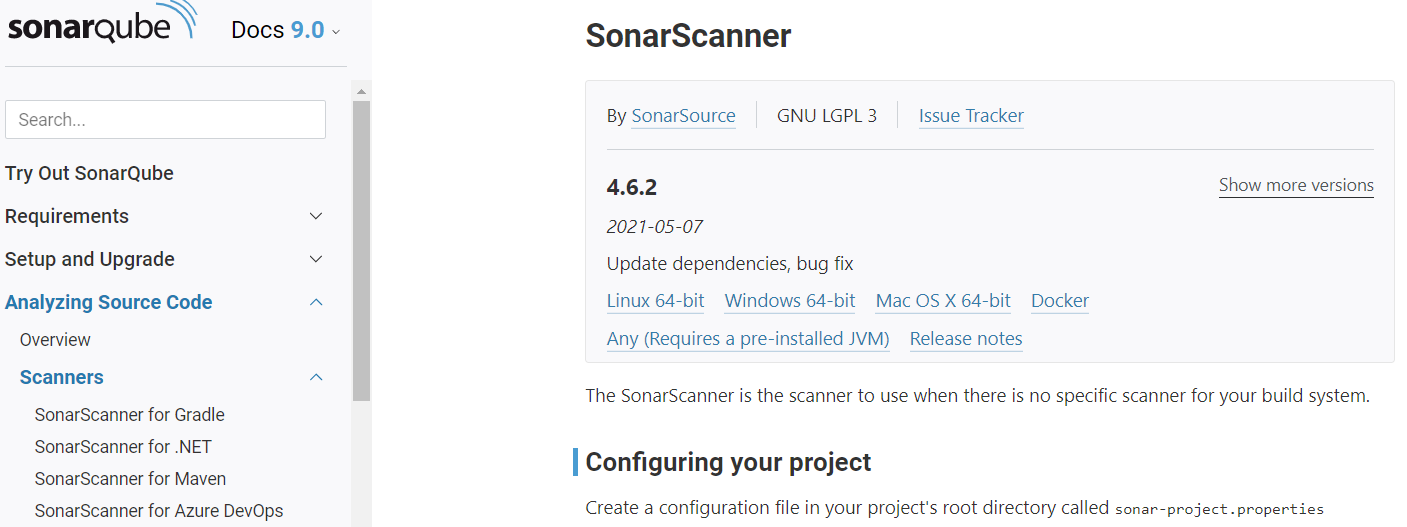 sonarqube Docs 9.0
Search...
Try Out SonarQube
Requirements
Setup and Upgrade
Analyzing Source Code
Overview
Scanners
SonarScanner for Gradle
SonarScanner for .NET
SonarScanner for Maven
SonarScanner for Azure DevOps
SonarScanner
By SonarSource GNU LGPL 3 Issue Tracker
4.6.2 Show more versions
2021-05-07
Update dependencies, bug fix
Linux 64-bit Windows 64-bit Mac OS X 64-bit Docker
Any (Requires a pre-installed JVM) Release notes
The SonarScanner is the scanner to use when there is no specific scanner for your build system.
Configuring your project
Create a configuration file in your project's root directory called sonar-project.properties